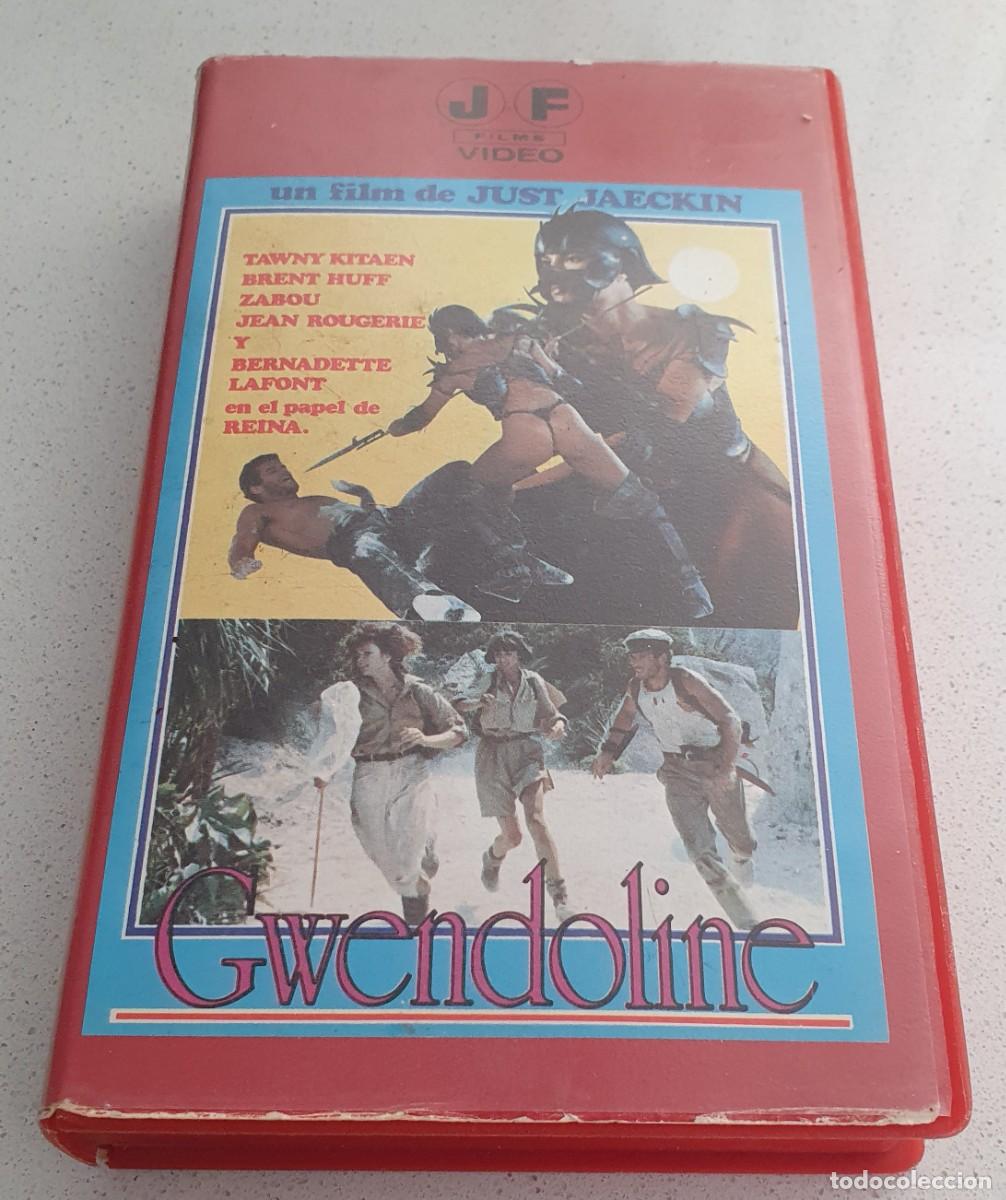 J F
FILMS
VIDEO
un film de JUST JAECKIN
TAWNY KITAEN
BRENT HUFF
ZABOU
JEAN ROUGERIE
Y
BERNADETTE
LAFONT
en el papel de
REINA.
Gwendoline
todocoleccion